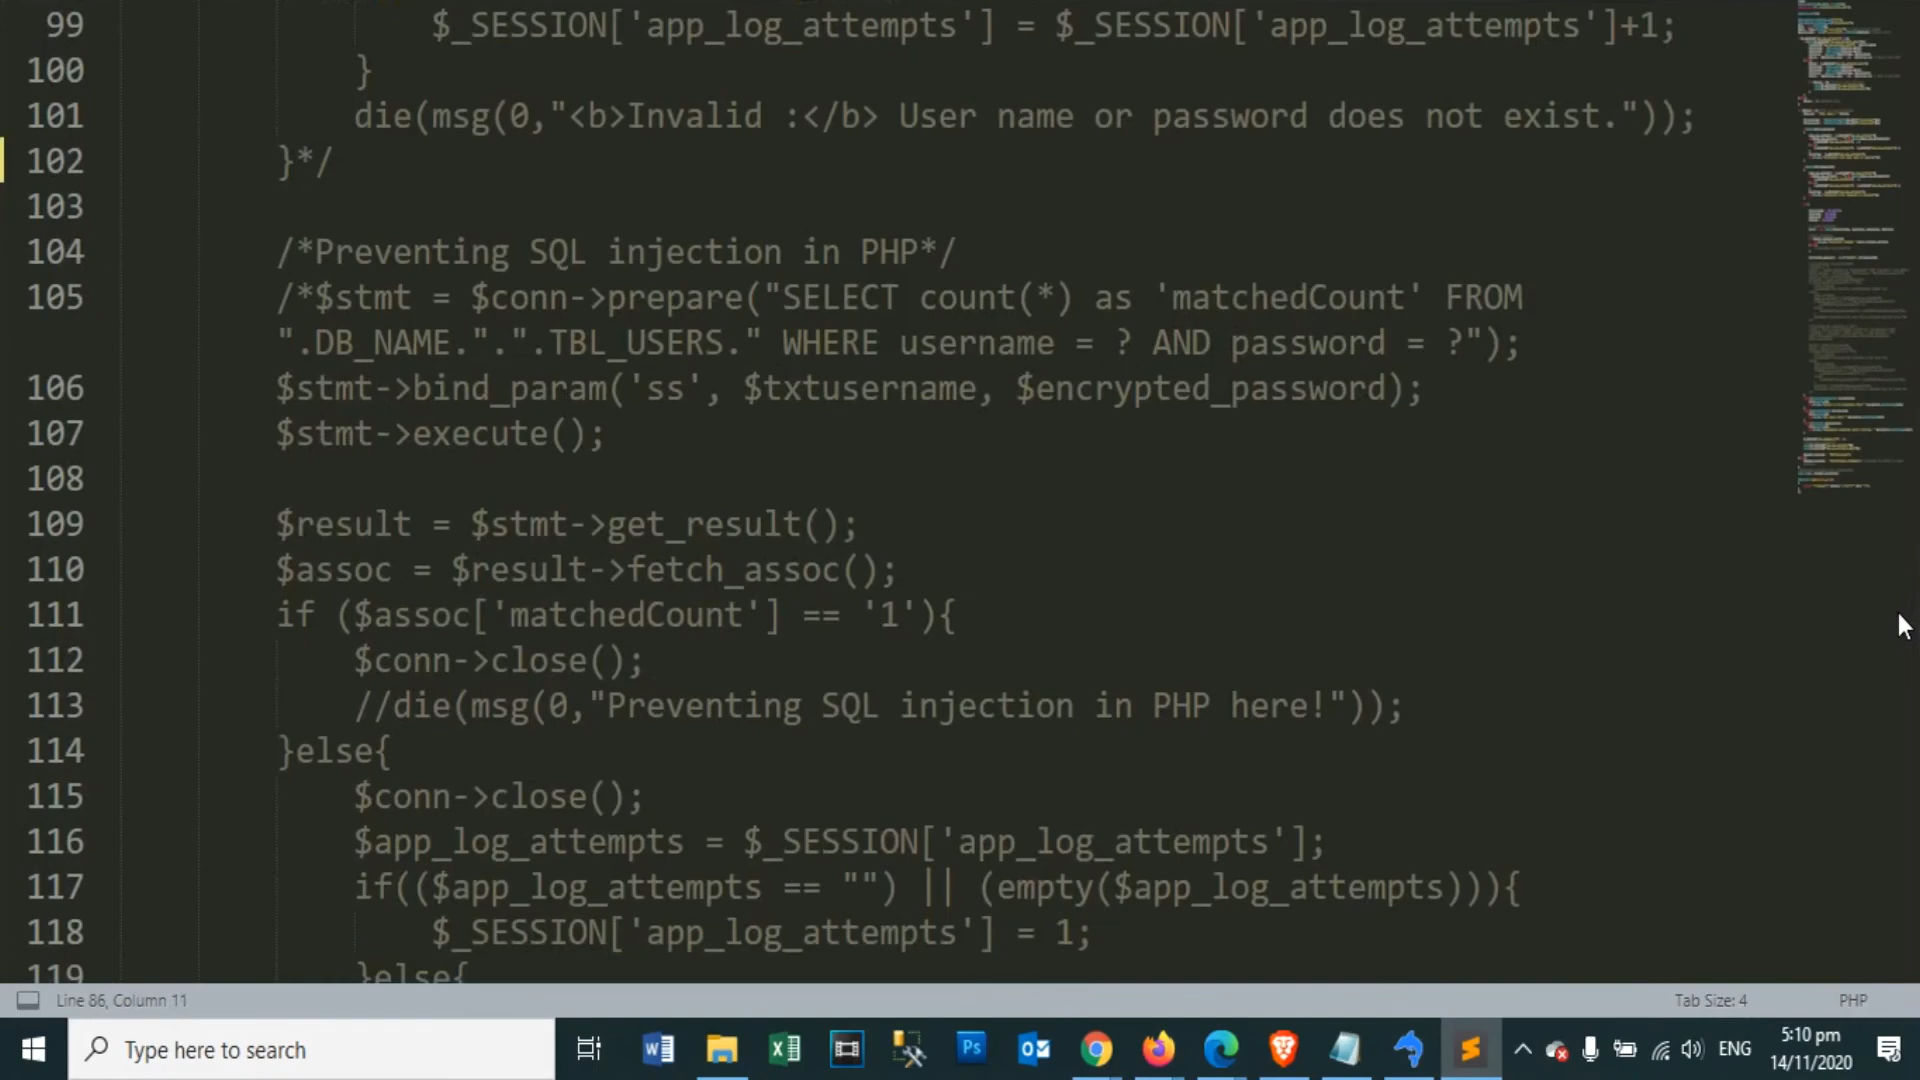 99 $_SESSION['app_log_attempts'] = $_SESSION['app_log_attempts']+1;
100 }
101 die(msg(0,"<b>Invalid :</b> User name or password does not exist."));
102 }*/
103
104 /*Preventing SQL injection in PHP*/
105 /*$stmt = $conn->prepare("SELECT count(*) as 'matchedCount' FROM
".DB_NAME.".".TBL_USERS." WHERE username = ? AND password = ?");
106 $stmt->bind_param('ss', $txtusername, $encrypted_password);
107 $stmt->execute();
108
109 $result = $stmt->get_result();
110 $assoc = $result->fetch_assoc();
111 if ($assoc['matchedCount'] == '1'){
112 $conn->close();
113 //die(msg(0,"Preventing SQL injection in PHP here!"));
114 }else{
115 $conn->close();
116 $app_log_attempts = $_SESSION['app_log_attempts'];
117 if(($app_log_attempts == "") || (empty($app_log_attempts))){
118 $_SESSION['app_log_attempts'] = 1;
119 }else{
Line 86, Column 11 Tab Size: 4 PHP
Type here to search
ENG
5:10 pm
14/11/2020